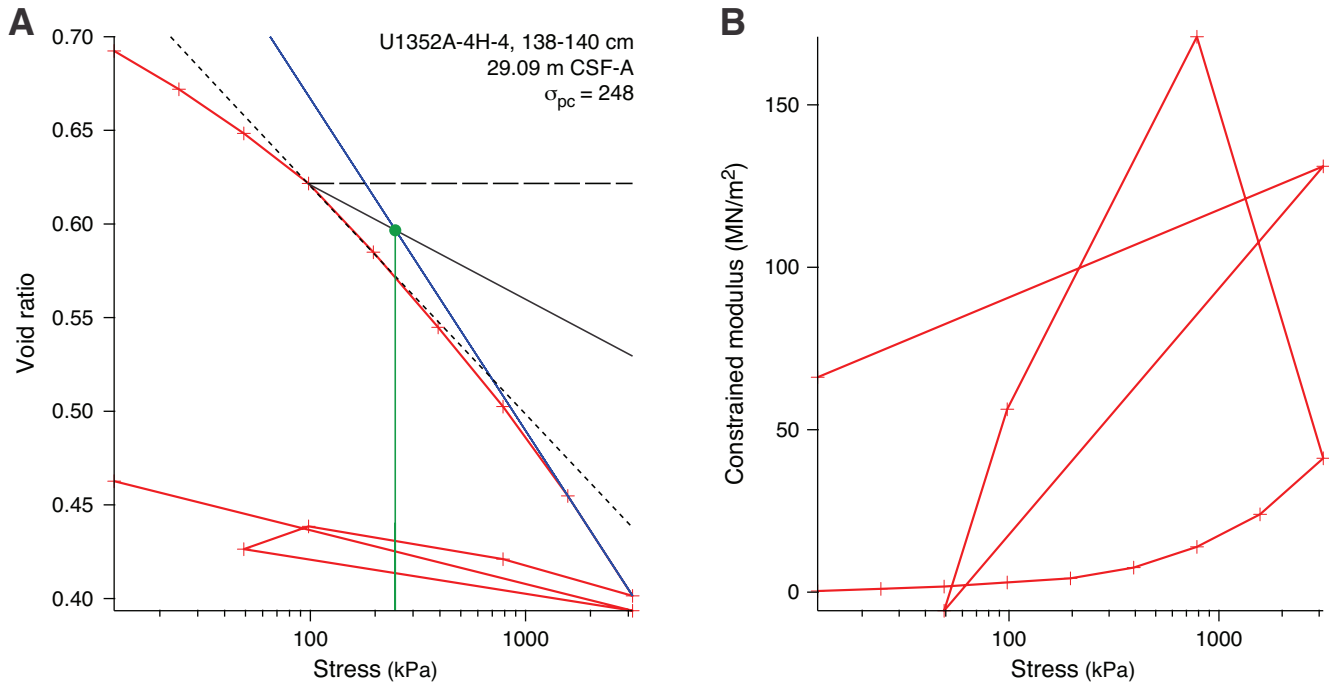 A
U1352A-4H-4, 138-140 cm
29.09 m CSF-A
σpc = 248
Void ratio
0.70
0.65
0.60
0.55
0.50
0.45
0.40
100
1000
Stress (kPa)
B
Constrained modulus (MN/m²)
150
100
50
0
100
1000
Stress (kPa)